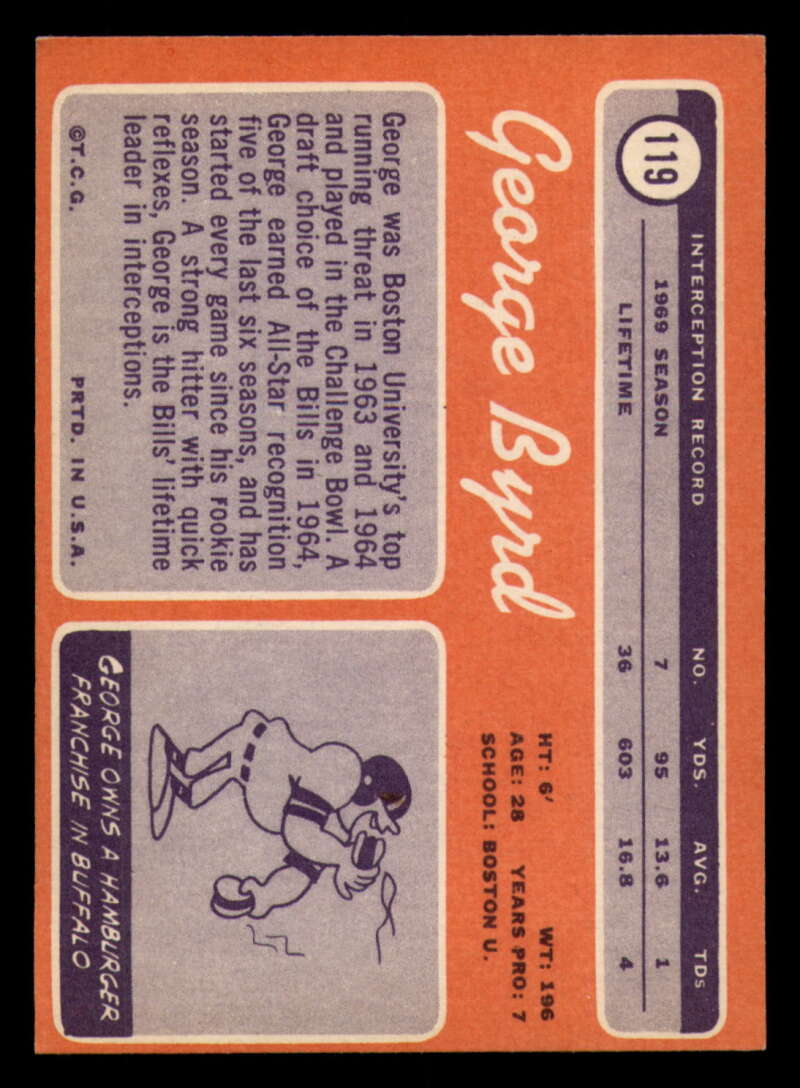 119
INTERCEPTION RECORD NO. YDS. AVG. TDs
1969 SEASON 7 95 13.6 1
LIFETIME 36 603 16.8 4
George Byrd
HT: 6' WT: 196
AGE: 28 YEARS PRO: 7
SCHOOL: BOSTON U.
George was Boston University's top
running threat in 1963 and 1964
and played in the Challenge Bowl. A
draft choice of the Bills in 1964,
George earned All-Star recognition
five of the last six seasons, and has
started every game since his rookie
season. A strong hitter with quick
reflexes, George is the Bills' lifetime
leader in interceptions.
©T.C.G. PRTD. IN U.S.A.
GEORGE OWNS A HAMBURGER
FRANCHISE IN BUFFALO